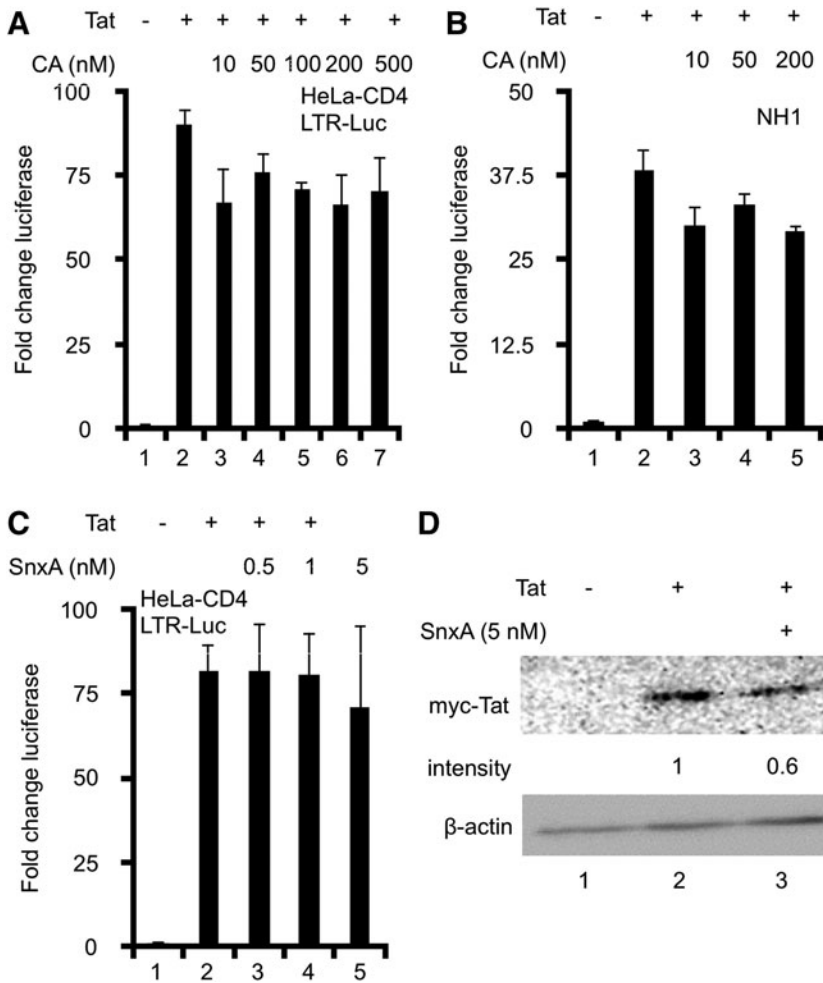 A
Tat - + + + + + +
CA (nM) 10 50 100 200 500
HeLa-CD4
LTR-Luc
Fold change luciferase
100
75
50
25
0
1 2 3 4 5 6 7
B
Tat - + + + +
CA (nM) 10 50 200
NH1
Fold change luciferase
50
37.5
25
12.5
0
1 2 3 4 5
C
Tat - + + +
SnxA (nM) 0.5 1 5
HeLa-CD4
LTR-Luc
Fold change luciferase
100
75
50
25
0
1 2 3 4 5
D
Tat - + +
SnxA (5 nM) +
myc-Tat
intensity 1 0.6
β-actin
1 2 3